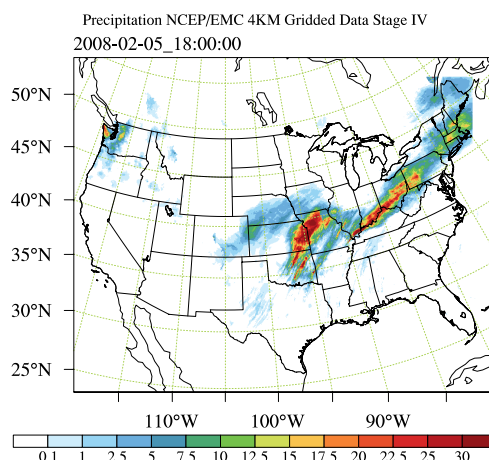 Precipitation NCEP/EMC 4KM Gridded Data Stage IV
2008-02-05_18:00:00
50°N
45°N
40°N
35°N
30°N
25°N
110°W 100°W 90°W
0.1 1 2.5 5 7.5 10 12.5 15 17.5 20 22.5 25 30